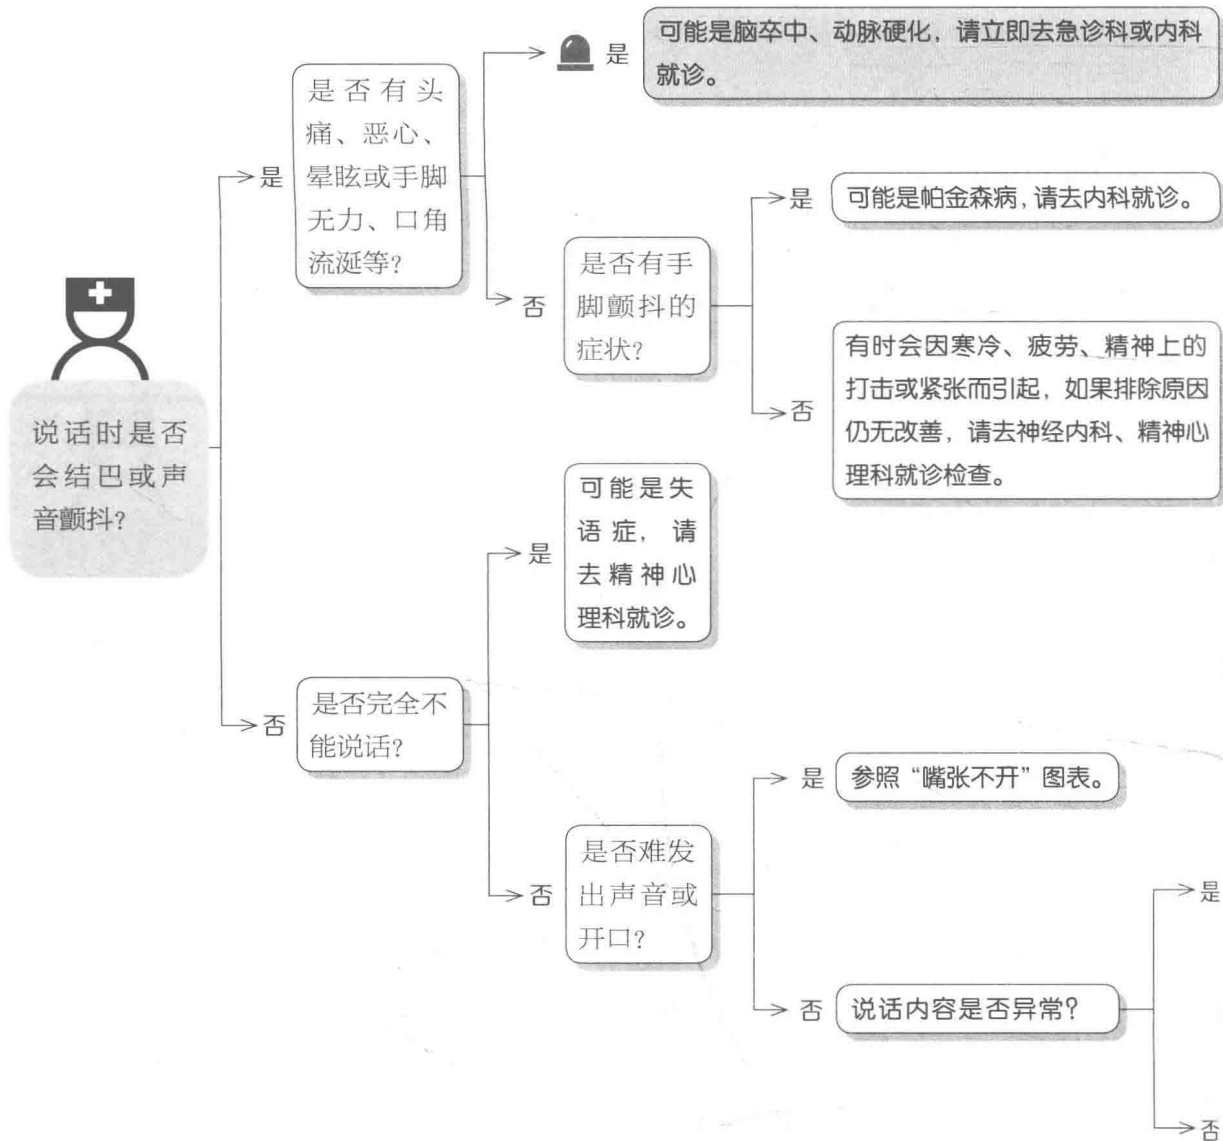 说话时是否
会结巴或声
音颤抖?
是
是否有头
痛、恶心、
晕眩或手脚
无力、口角
流涎等?
是
可能是脑卒中、动脉硬化,请立即去急诊科或内科
就诊。
否
是否有手
脚颤抖的
症状?
是
可能是帕金森病,请去内科就诊。
否
有时会因寒冷、疲劳、精神上的
打击或紧张而引起,如果排除原因
仍无改善,请去神经内科、精神心
理科就诊检查。
否
是否完全不
能说话?
是
可能是失
语症,请
去精神心
理科就诊。
否
是否难发
出声音或
开口?
是
参照“嘴张不开”图表。
否
说话内容是否异常?
是
否